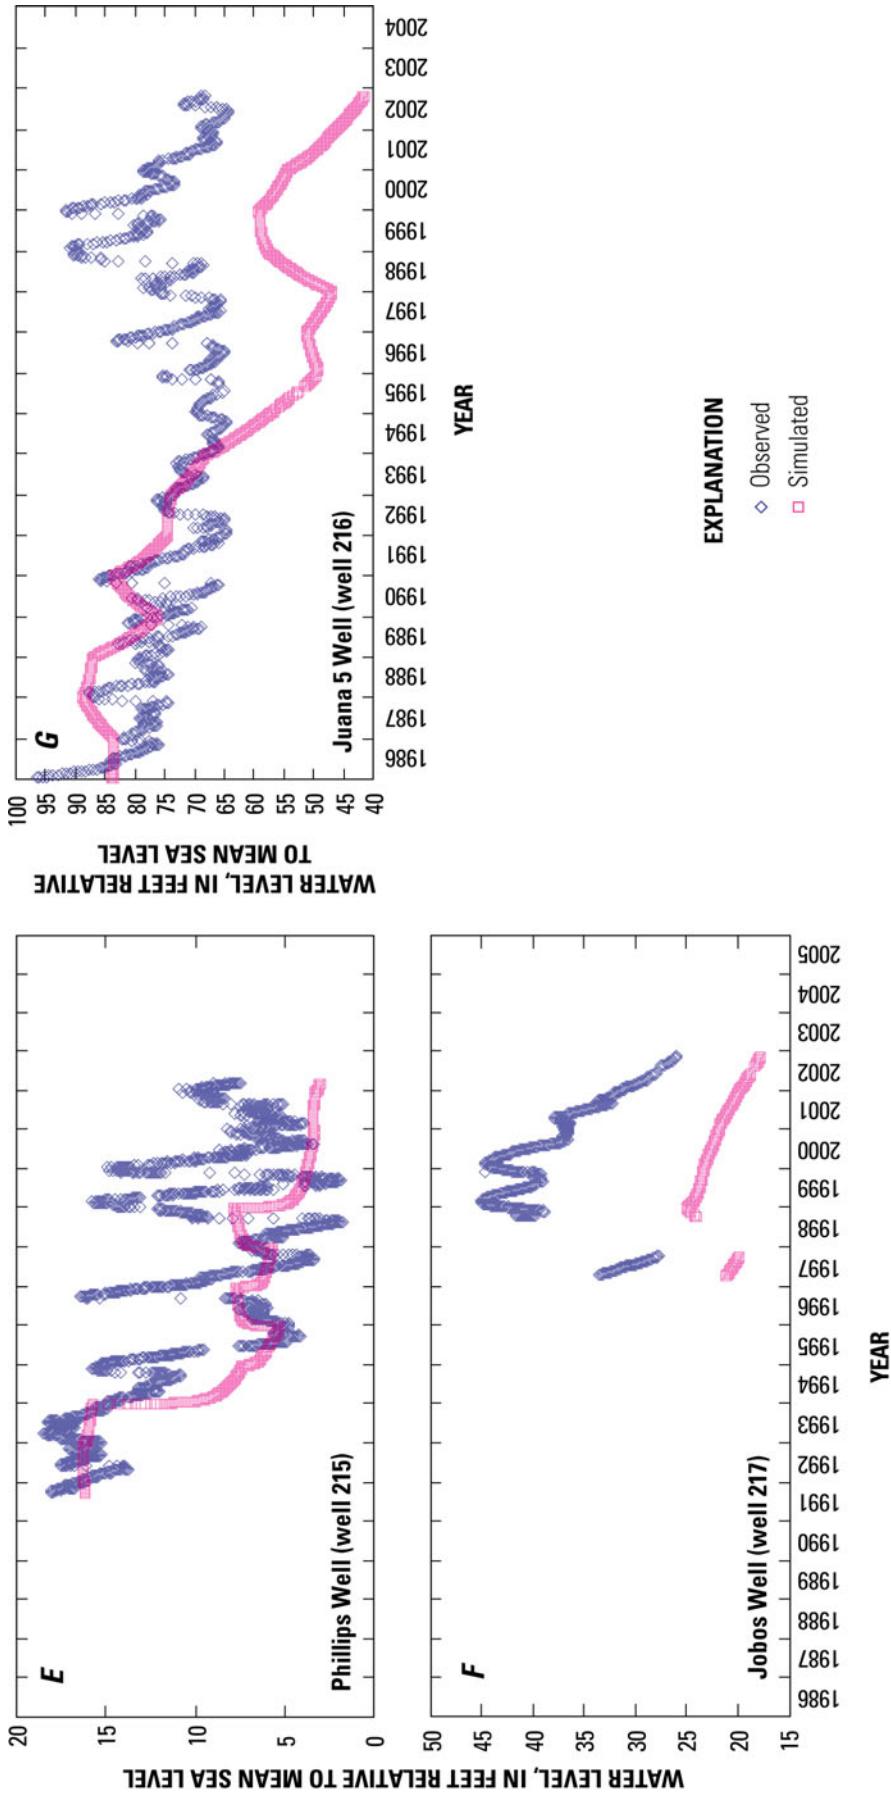 E
20
15
10
5
0
Phillips Well (well 215)
WATER LEVEL, IN FEET RELATIVE TO MEAN SEA LEVEL
F
50
45
40
35
30
25
20
15
Jobos Well (well 217)
1986 1987 1988 1989 1990 1991 1992 1993 1994 1995 1996 1997 1998 1999 2000 2001 2002 2003 2004 2005
YEAR
G
100
95
90
85
80
75
70
65
60
55
50
45
40
WATER LEVEL, IN FEET RELATIVE
TO MEAN SEA LEVEL
Juana 5 Well (well 216)
1986 1987 1988 1989 1990 1991 1992 1993 1994 1995 1996 1997 1998 1999 2000 2001 2002 2003 2004
YEAR
EXPLANATION
Observed
Simulated